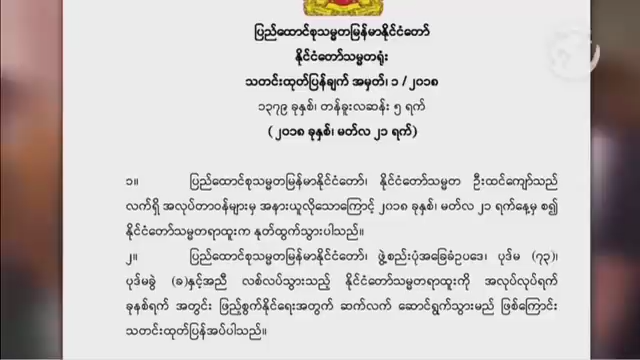 ပြည်ထောင်စုသမ္မတမြန်မာနိုင်ငံတော်
နိုင်ငံတော်သမ္မတရုံး
သတင်းထုတ်ပြန်ချက် အမှတ်၊ ၁ / ၂၀၁၈
၁၃၇၉ ခုနှစ်၊ တန်ခူးလဆန်း ၅ ရက်
(၂၀၁၈ ခုနှစ်၊ မတ်လ ၂၁ ရက်)
၁။ ပြည်ထောင်စုသမ္မတမြန်မာနိုင်ငံတော်၊ နိုင်ငံတော်သမ္မတ ဦးထင်ကျော်သည်
လက်ရှိ အလုပ်တာဝန်များမှ အနားယူလိုသောကြောင့် ၂၀၁၈ ခုနှစ်၊ မတ်လ ၂၁ ရက်နေ့မှ စ၍
နိုင်ငံတော်သမ္မတရာထူးက နုတ်ထွက်သွားပါသည်။
၂။ ပြည်ထောင်စုသမ္မတမြန်မာနိုင်ငံတော်၊ ဖွဲ့စည်းပုံအခြေခံဥပဒေ၊ ပုဒ်မ (၇၃)၊
ပုဒ်မခွဲ (ခ)နှင့်အညီ လစ်လပ်သွားသည့် နိုင်ငံတော်သမ္မတရာထူးကို အလုပ်လုပ်ရက်
ခုနစ်ရက် အတွင်း ဖြည့်စွက်နိုင်ရေးအတွက် ဆက်လက် ဆောင်ရွက်သွားမည် ဖြစ်ကြောင်း
သတင်းထုတ်ပြန်အပ်ပါသည်။